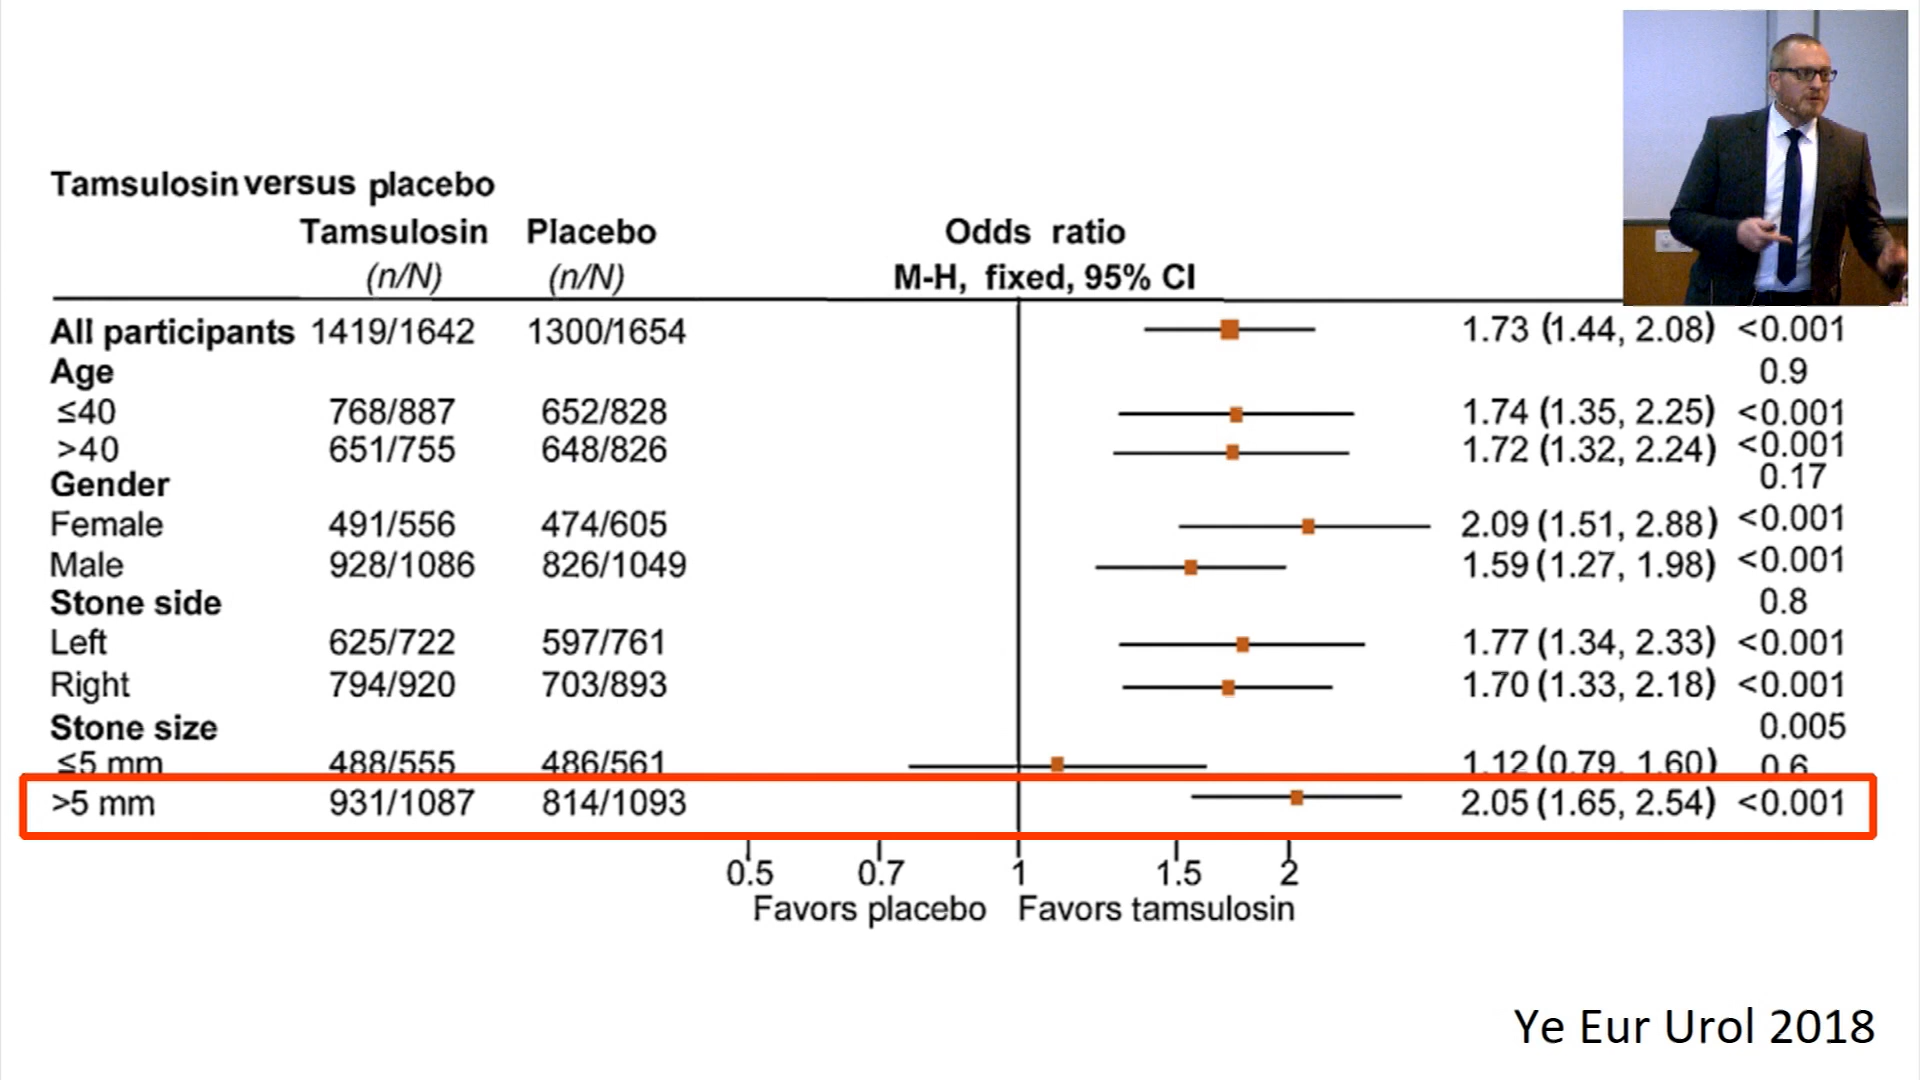 Tamsulosin versus placebo
Tamsulosin Placebo Odds ratio
(n/N) (n/N) M-H, fixed, 95% CI
All participants 1419/1642 1300/1654 1.73 (1.44, 2.08) <0.001
Age 0.9
≤40 768/887 652/828 1.74 (1.35, 2.25) <0.001
>40 651/755 648/826 1.72 (1.32, 2.24) <0.001
Gender 0.17
Female 491/556 474/605 2.09 (1.51, 2.88) <0.001
Male 928/1086 826/1049 1.59 (1.27, 1.98) <0.001
Stone side 0.8
Left 625/722 597/761 1.77 (1.34, 2.33) <0.001
Right 794/920 703/893 1.70 (1.33, 2.18) <0.001
Stone size 0.005
≤5 mm 488/555 486/561 1.12 (0.79, 1.60) 0.6
>5 mm 931/1087 814/1093 2.05 (1.65, 2.54) <0.001
0.5 0.7 1 1.5 2
Favors placebo Favors tamsulosin
Ye Eur Urol 2018